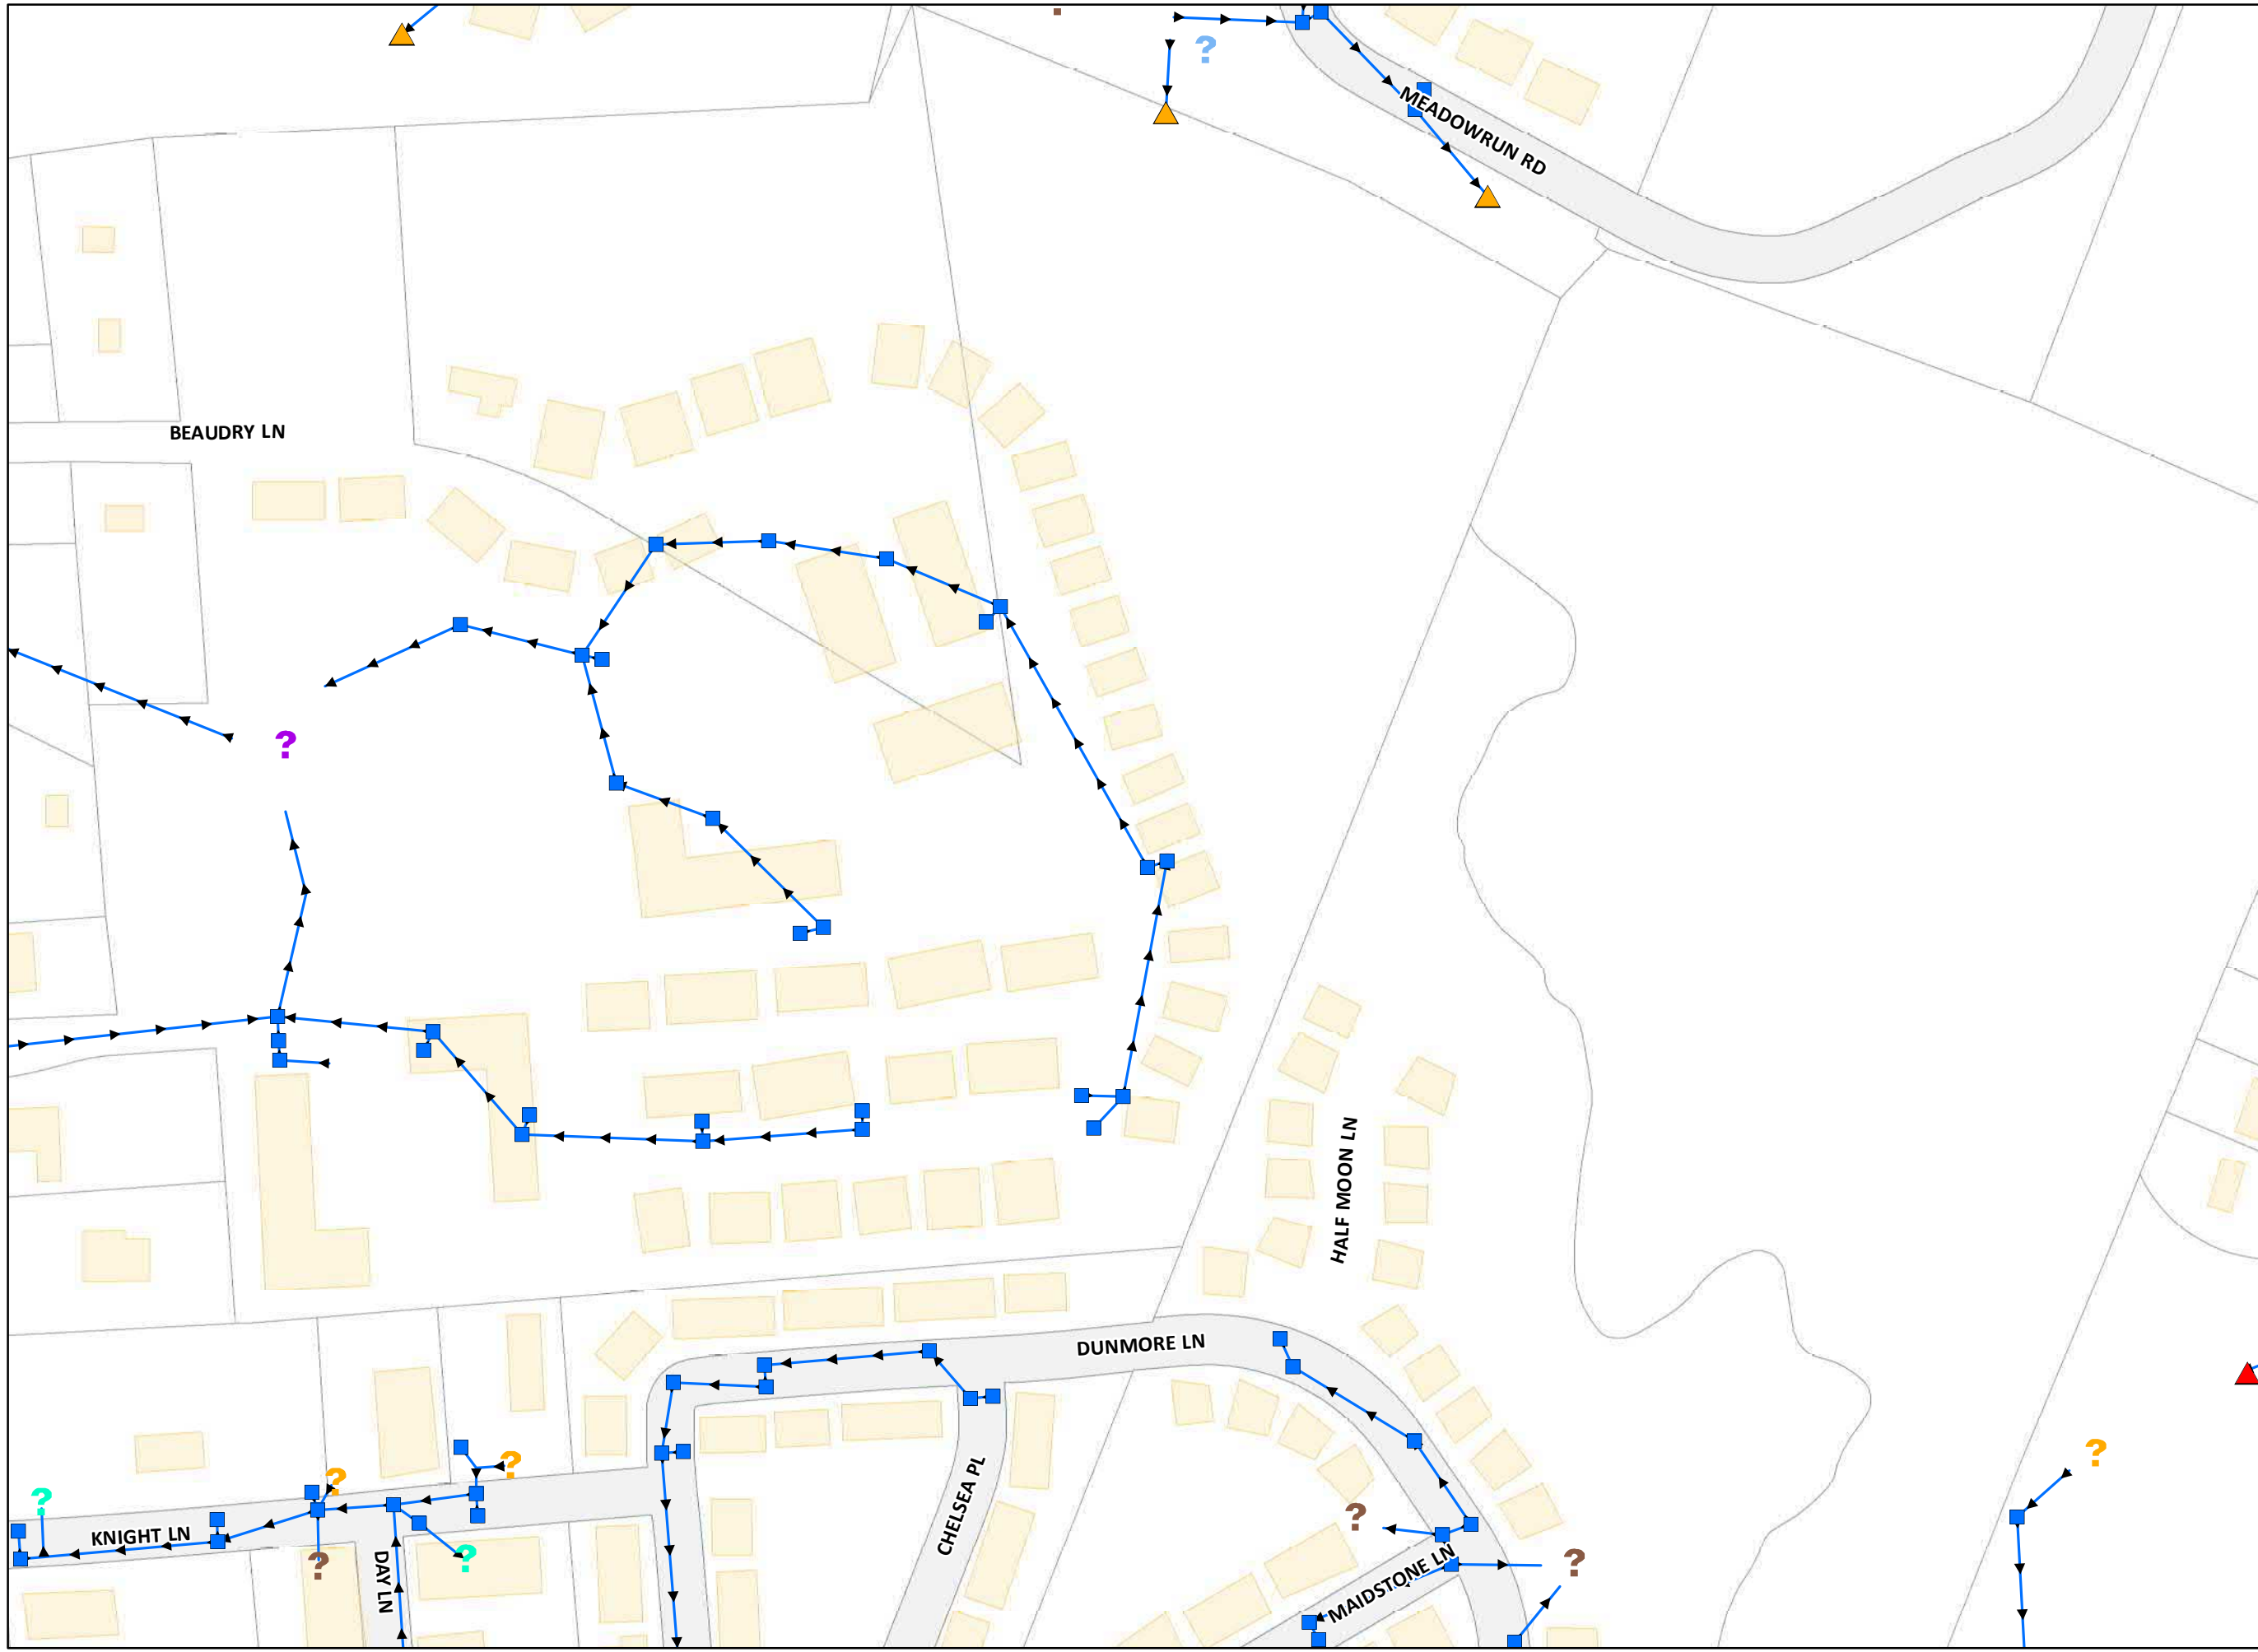 ?
MEADOWRUN RD
BEAUDRY LN
?
HALF MOON LN
DUNMORE LN
?
?
?
CHELSEA PL
?
?
KNIGHT LN
DAY LN
?
?
?
MAIDSTONE LN